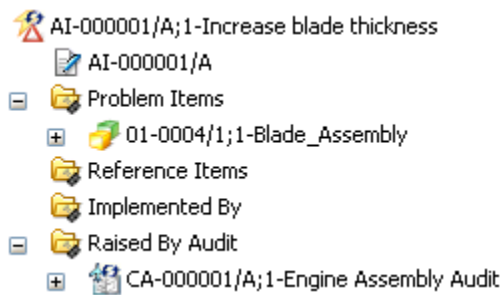 AI-000001/A;1-Increase blade thickness
AI-000001/A
Problem Items
01-0004/1;1-Blade_Assembly
Reference Items
Implemented By
Raised By Audit
CA-000001/A;1-Engine Assembly Audit